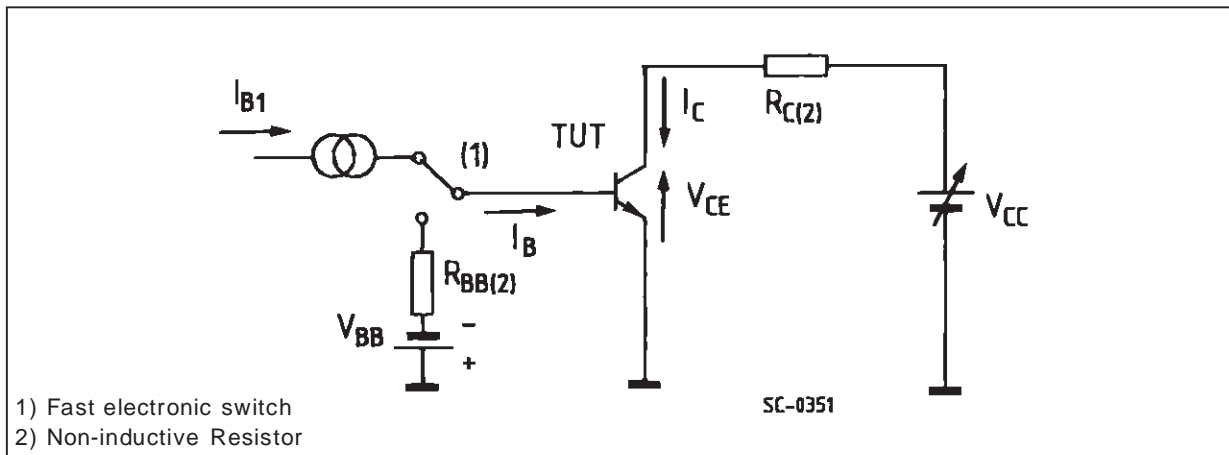 I_B1
(1)
TUT
I_C
R_C(2)
V_CE
V_CC
I_B
R_BB(2)
V_BB
-
+
SC-0351
1) Fast electronic switch
2) Non-inductive Resistor